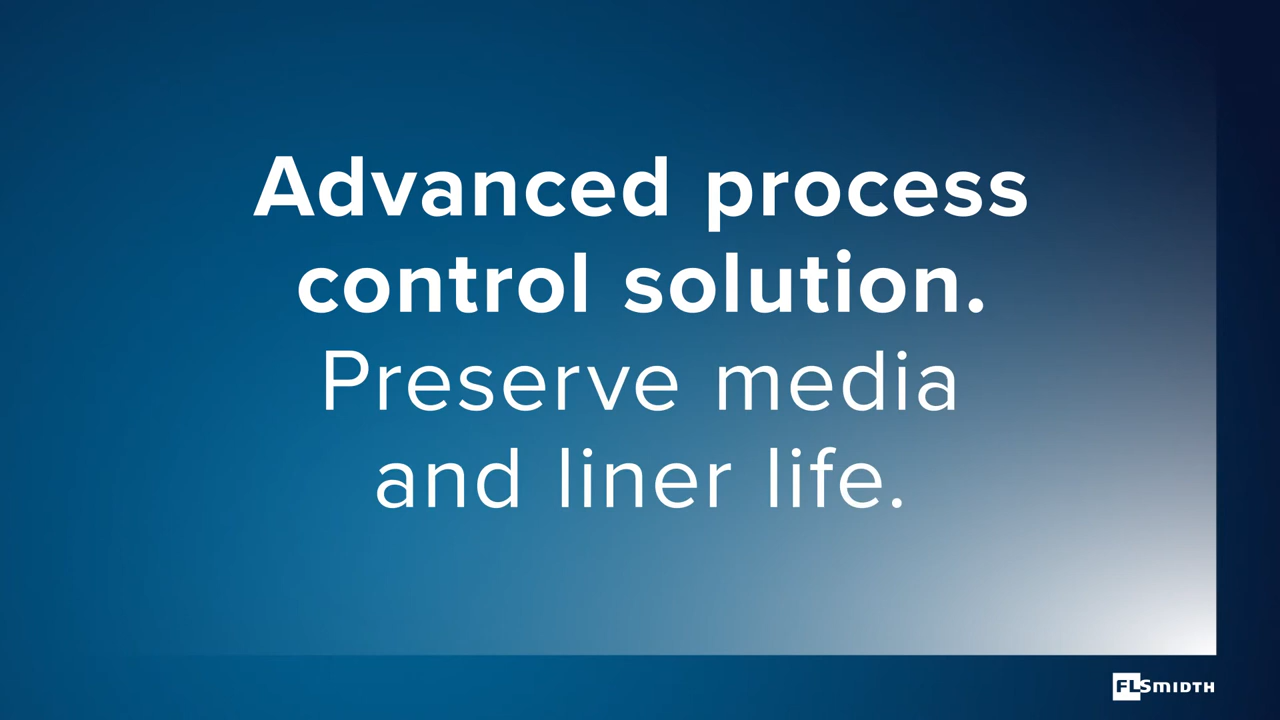 Advanced process
control solution.
Preserve media
and liner life.
FLSMIDTH